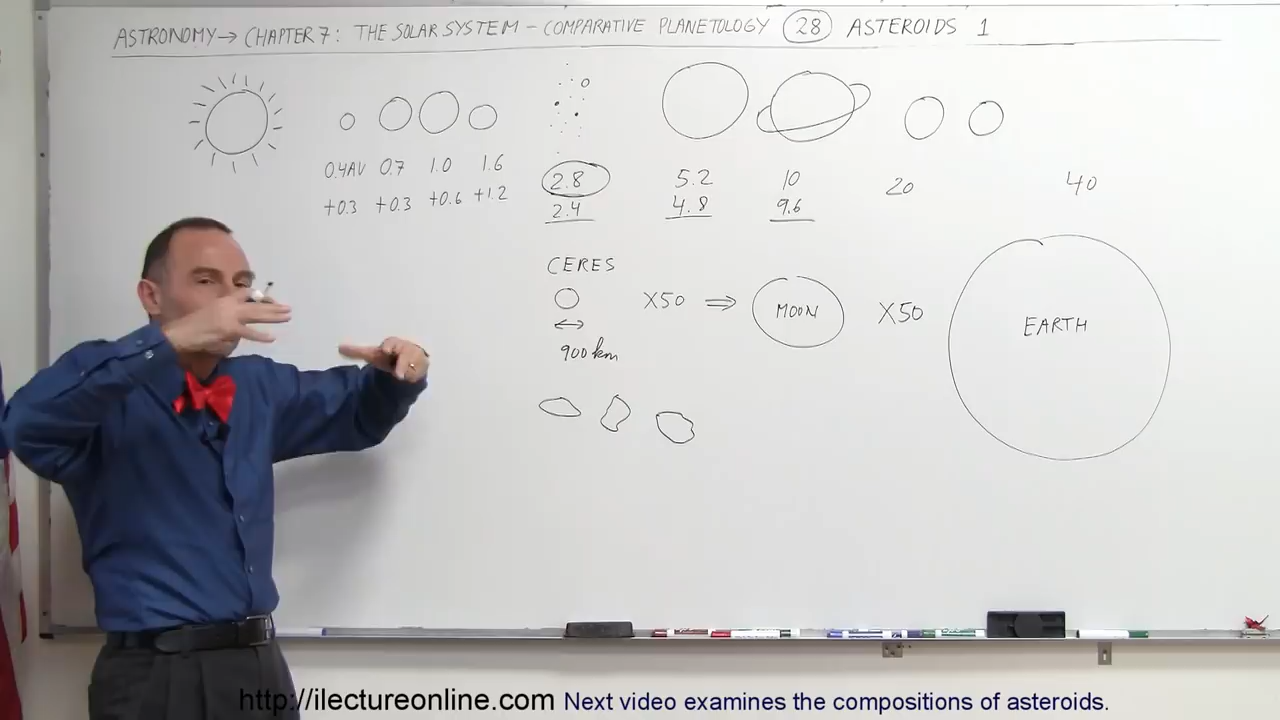 ASTRONOMY → CHAPTER 7: THE SOLAR SYSTEM – COMPARATIVE PLANETOLOGY 28 ASTEROIDS 1
0.4AU 0.7 1.0 1.6 2.8 5.2 10 20 40
+0.3 +0.3 +0.6 +1.2 2.4 4.8 9.6
CERES
X50 ⇒ MOON X50 EARTH
↔
900 km
http://ilectureonline.com Next video examines the compositions of asteroids.